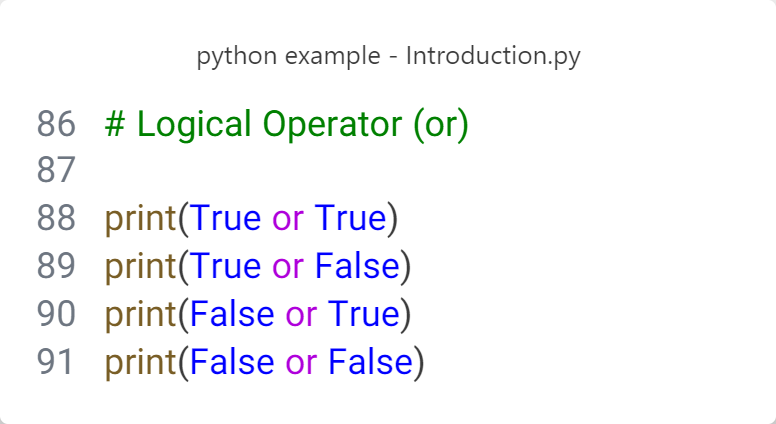 python example - Introduction.py
86 # Logical Operator (or)
87
88 print(True or True)
89 print(True or False)
90 print(False or True)
91 print(False or False)